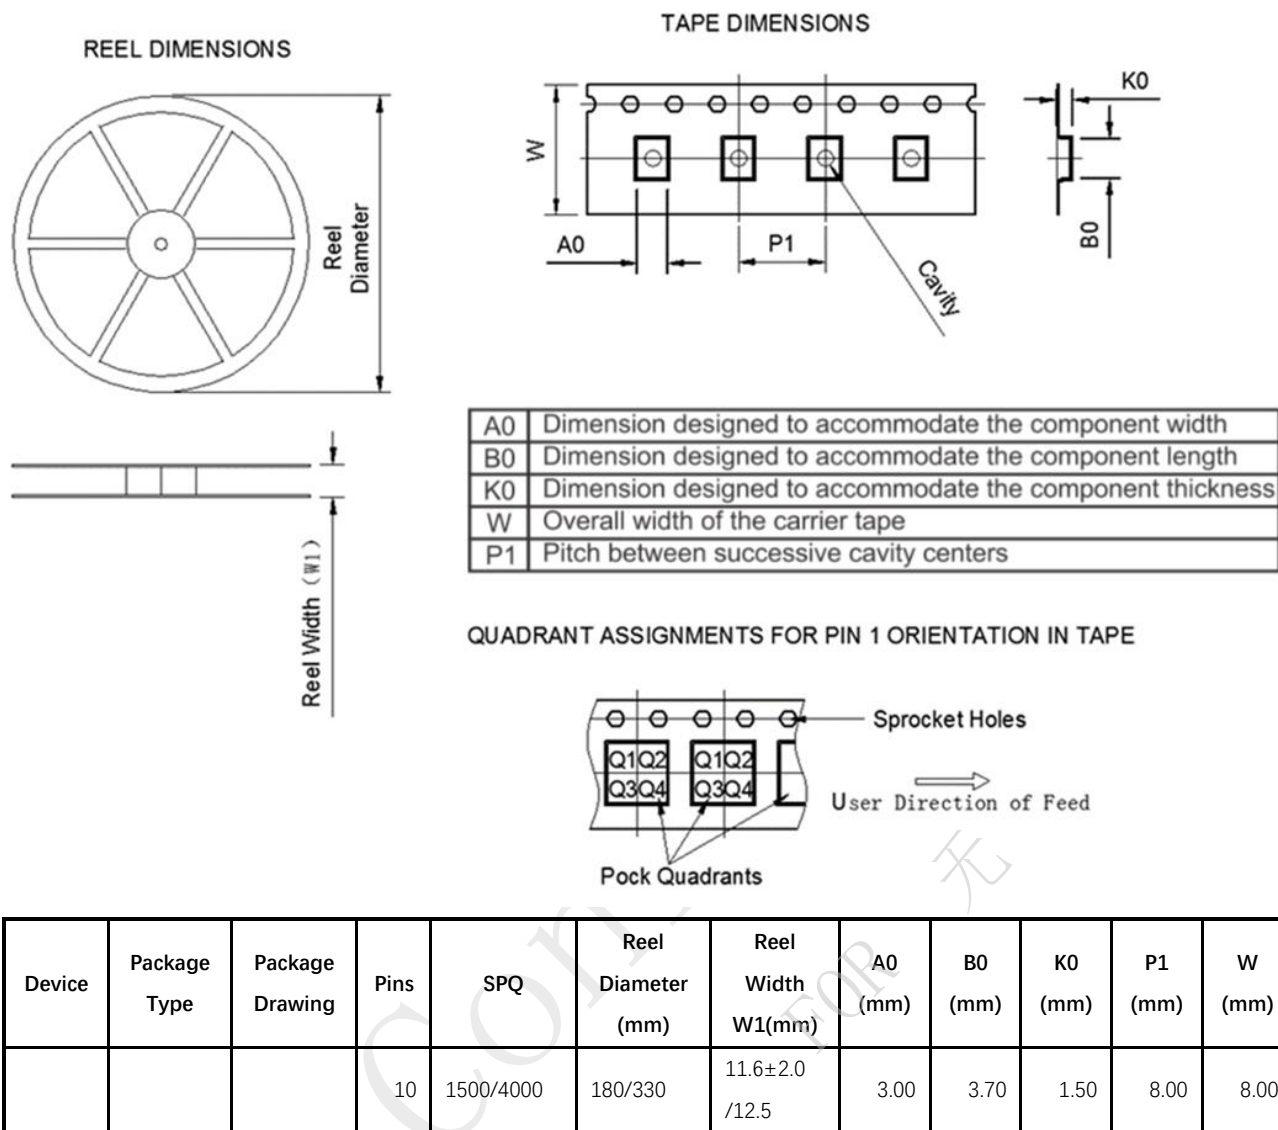 REEL DIMENSIONS
Reel
Diameter
Reel Width（W1）
TAPE DIMENSIONS
W
A0
P1
Cavity
K0
B0
A0 Dimension designed to accommodate the component width
B0 Dimension designed to accommodate the component length
K0 Dimension designed to accommodate the component thickness
W Overall width of the carrier tape
P1 Pitch between successive cavity centers
QUADRANT ASSIGNMENTS FOR PIN 1 ORIENTATION IN TAPE
Sprocket Holes
Q1 Q2 Q1 Q2
Q3 Q4 Q3 Q4
User Direction of Feed
Pock Quadrants
Device Package Type Package Drawing Pins SPQ Reel Diameter (mm) Reel Width W1(mm) A0 (mm) B0 (mm) K0 (mm) P1 (mm) W (mm)
10 1500/4000 180/330 11.6±2.0 /12.5 3.00 3.70 1.50 8.00 8.00
Con
FOR
无